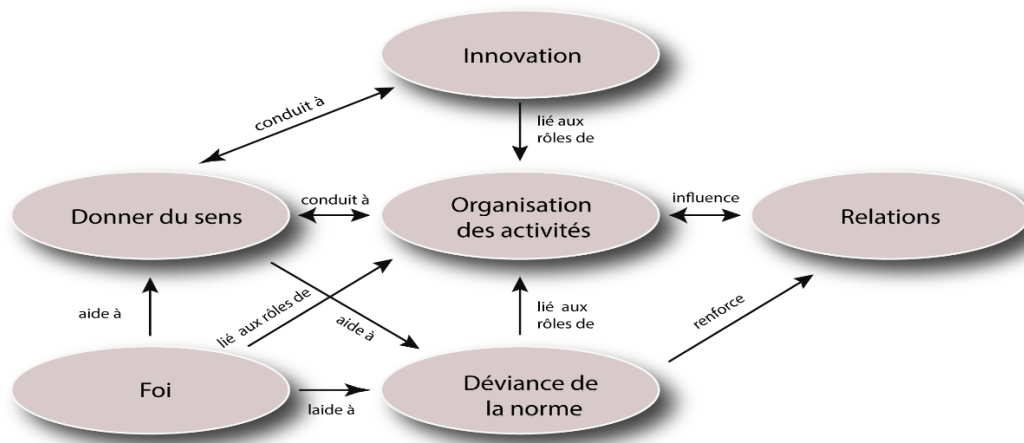 Innovation
conduit à
lié aux
rôles de
Donner du sens
conduit à
Organisation
des activités
influence
Relations
aide à
lié aux rôles de
aide à
lié aux
rôles de
renforce
Foi
laide à
Déviance de
la norme